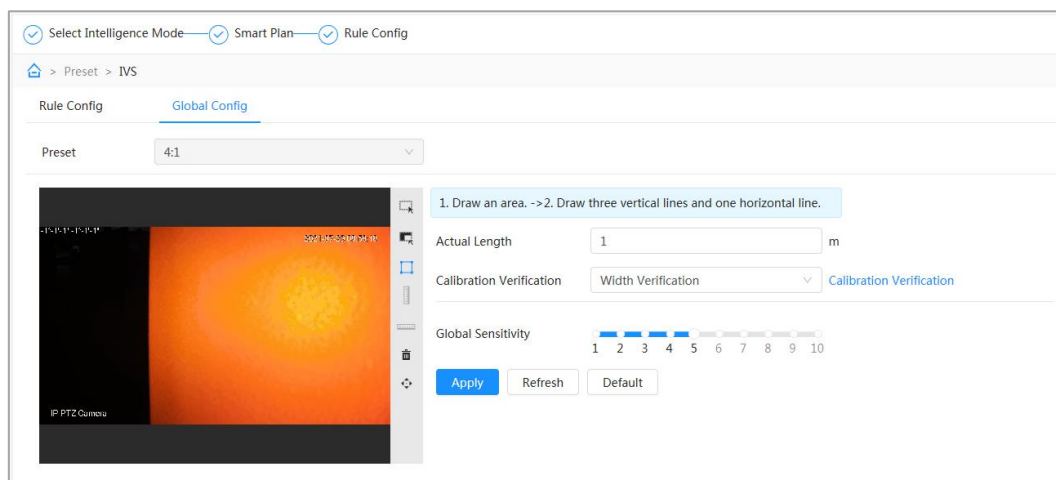 Select Intelligence Mode Smart Plan Rule Config
> Preset > IVS
Rule Config Global Config
Preset 4:1
1. Draw an area. ->2. Draw three vertical lines and one horizontal line.
Actual Length 1 m
Calibration Verification Width Verification Calibration Verification
Global Sensitivity
1 2 3 4 5 6 7 8 9 10
Apply Refresh Default
IP PTZ Camera